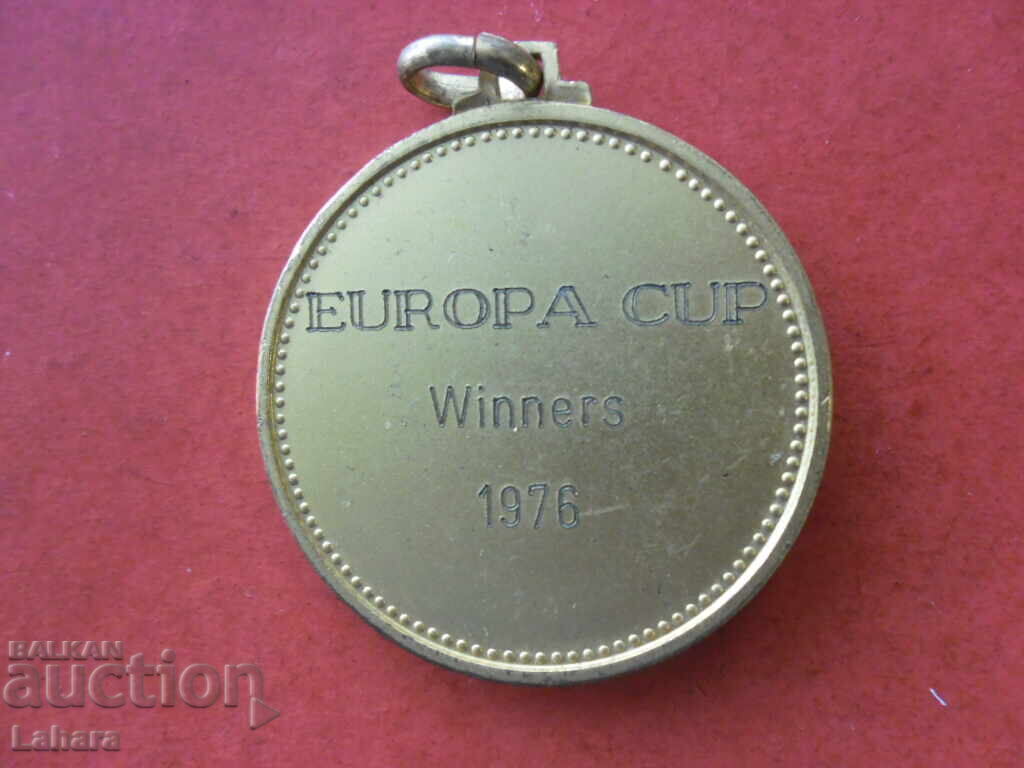 EUROPA CUP
Winners
1976
BALKAN
auction
Lahara